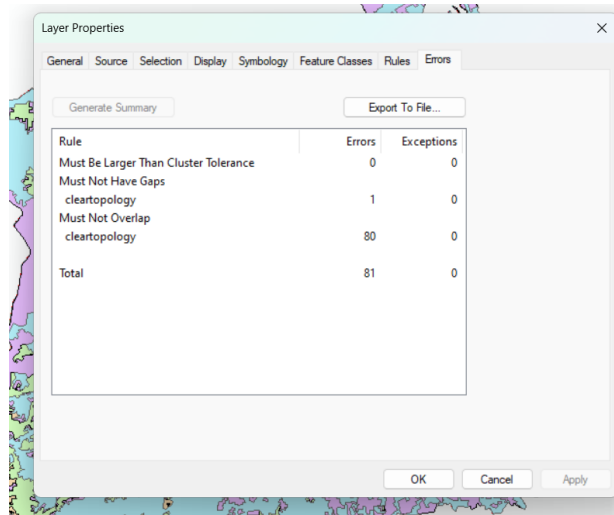 Layer Properties
General Source Selection Display Symbology Feature Classes Rules Errors
Generate Summary Export To File...
Rule Errors Exceptions
Must Be Larger Than Cluster Tolerance 0 0
Must Not Have Gaps
cleartopology 1 0
Must Not Overlap
cleartopology 80 0
Total 81 0
OK Cancel Apply